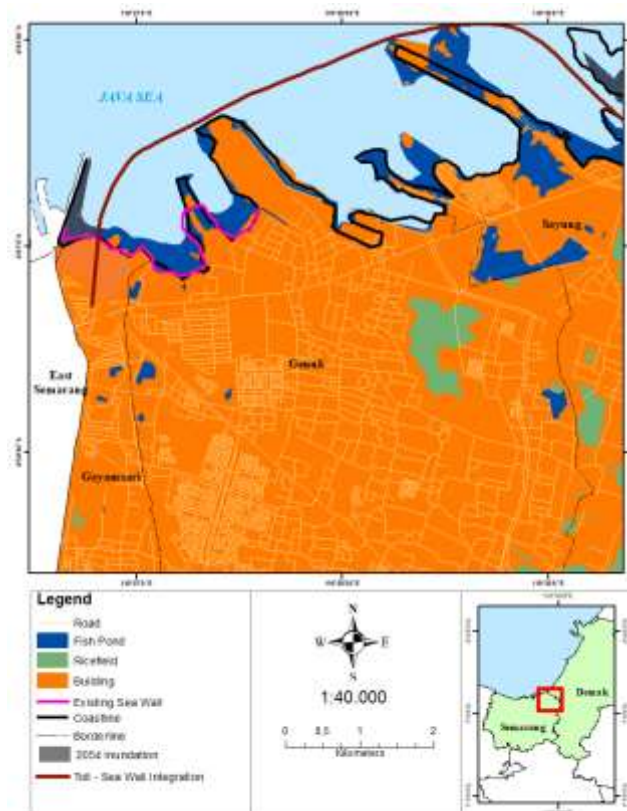 JAVA SEA
Sayung
Genuk
East
Semarang
Gayamsari
Legend
Road
Fish Pond
Ricefield
Building
Existing Sea Wall
Coastline
Borderline
2054 Inundation
Toll - Sea Wall Integration
N
W
E
S
1:40.000
0 0.5 1 2
Kilometers
Demak
Semarang